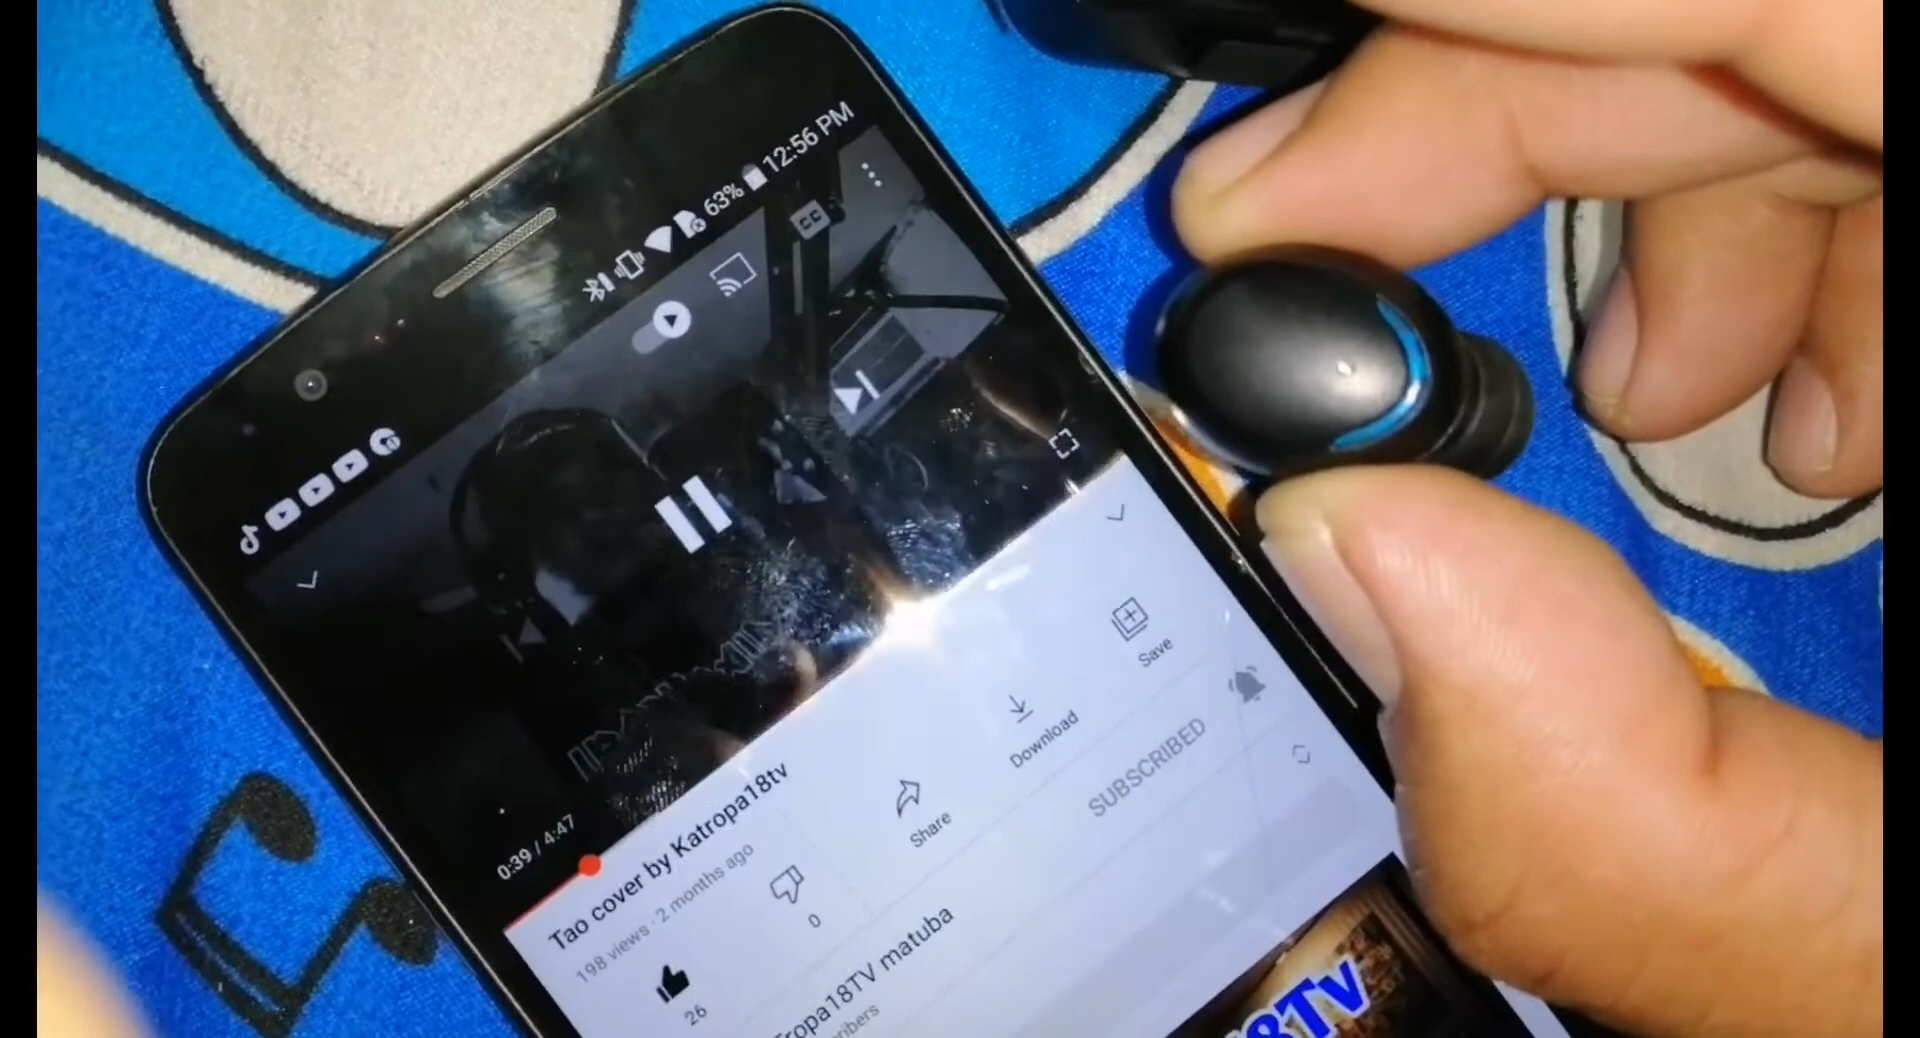 63% 12:56 PM
CC
0:39 / 4:47
Tao cover by Katropa18tv
198 views · 2 months ago
26
0
Share
Download
Save
ropa18TV matuba
SUBSCRIBED
8Tv